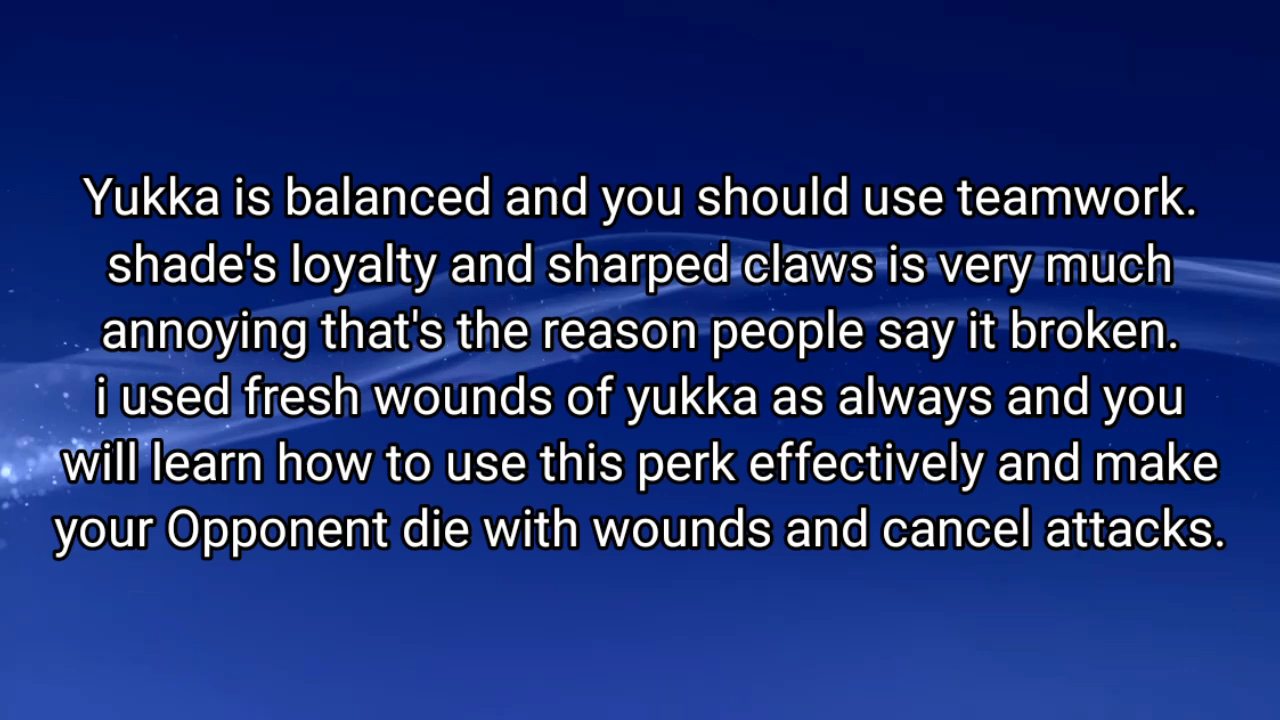 Yukka is balanced and you should use teamwork.
shade's loyalty and sharped claws is very much
annoying that's the reason people say it broken.
i used fresh wounds of yukka as always and you
will learn how to use this perk effectively and make
your Opponent die with wounds and cancel attacks.